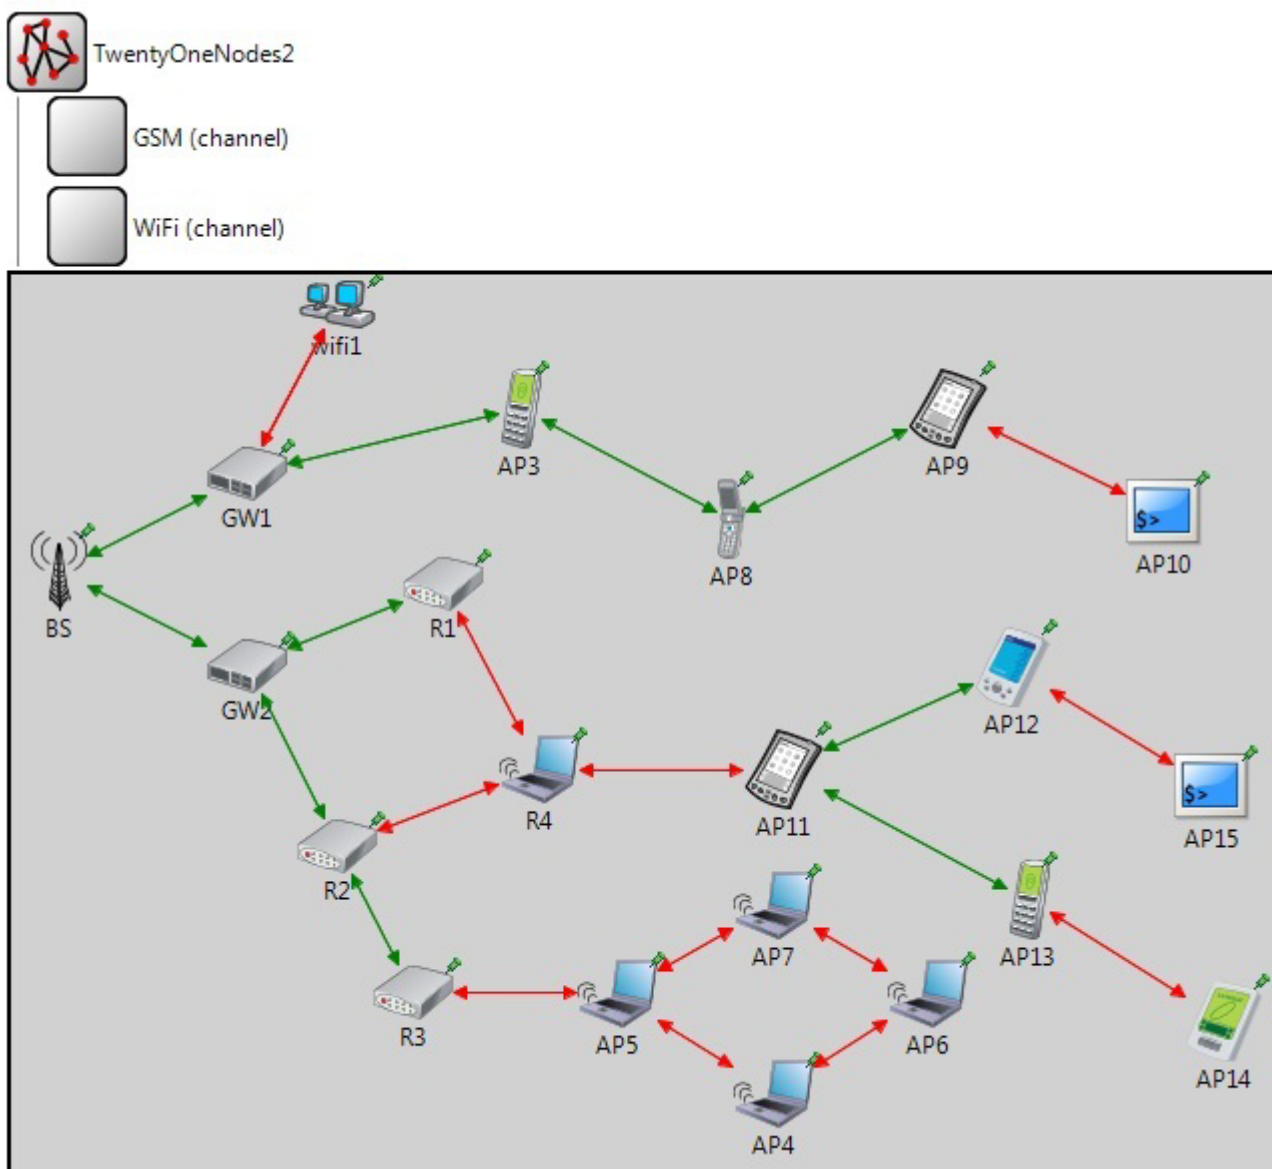 TwentyOneNodes2
GSM (channel)
WiFi (channel)
wifi1
AP3
AP9
GW1
AP10
$>
AP8
BS
R1
GW2
AP12
R4
AP11
AP15
$>
R2
AP7
AP13
R3
AP5
AP6
AP14
AP4